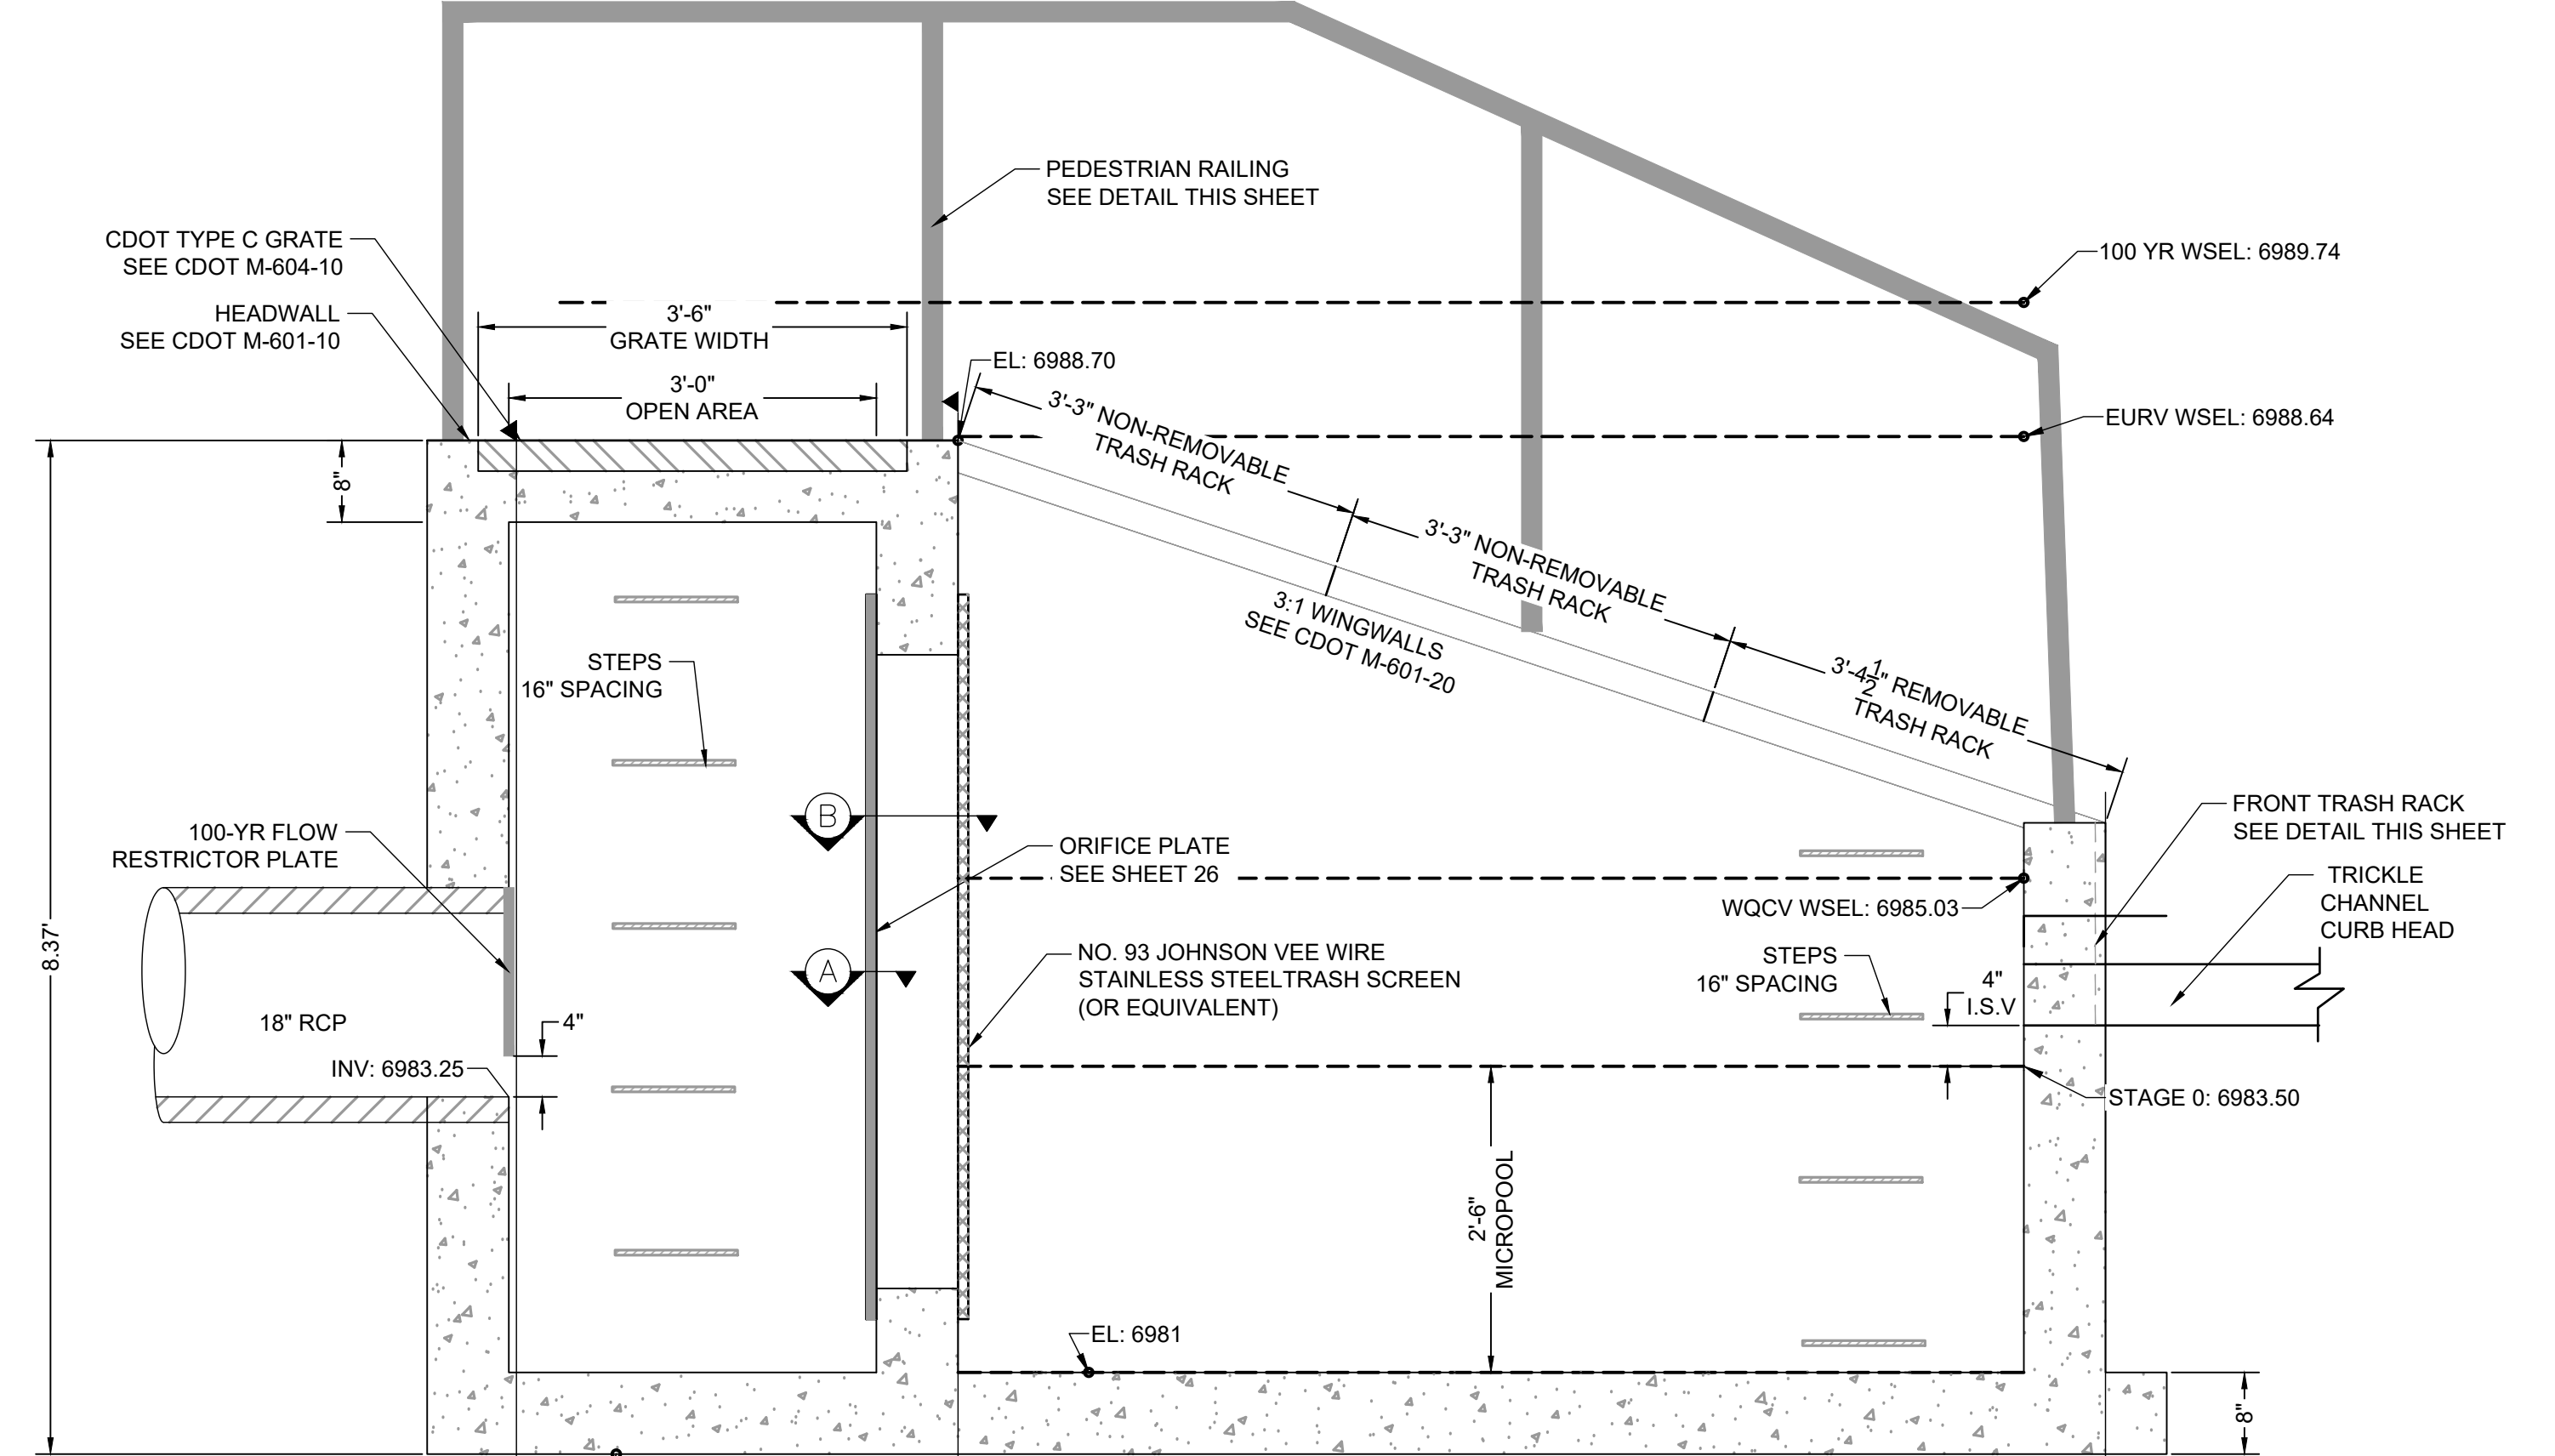 PEDESTRIAN RAILING
SEE DETAIL THIS SHEET
CDOT TYPE C GRATE
SEE CDOT M-604-10
HEADWALL
SEE CDOT M-601-10
3'-6"
GRATE WIDTH
3'-0"
OPEN AREA
100 YR WSEL: 6989.74
EL: 6988.70
EURV WSEL: 6988.64
3'-3" NON-REMOVABLE
TRASH RACK
3'-3" NON-REMOVABLE
TRASH RACK
3'-4 1/2" REMOVABLE
TRASH RACK
3:1 WINGWALLS
SEE CDOT M-601-20
8"
8.37'
STEPS
16" SPACING
B
A
100-YR FLOW
RESTRICTOR PLATE
18" RCP
4"
INV: 6983.25
ORIFICE PLATE
SEE SHEET 26
NO. 93 JOHNSON VEE WIRE
STAINLESS STEELTRASH SCREEN
(OR EQUIVALENT)
FRONT TRASH RACK
SEE DETAIL THIS SHEET
TRICKLE
CHANNEL
CURB HEAD
WQCV WSEL: 6985.03
STEPS
16" SPACING
4"
I.S.V
STAGE 0: 6983.50
2'-6"
MICROPOOL
EL: 6981
8"